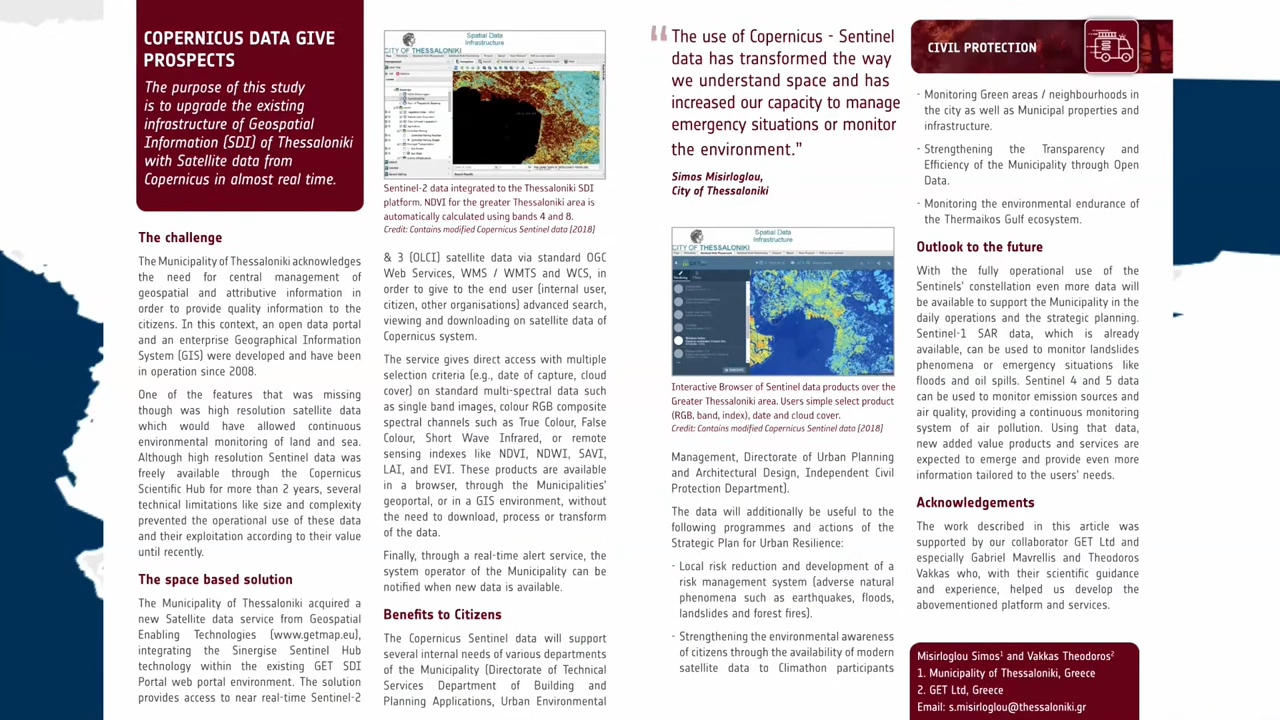 COPERNICUS DATA GIVE
PROSPECTS
The purpose of this study
is to upgrade the existing
infrastructure of Geospatial
Information (SDI) of Thessaloniki
with Satellite data from
Copernicus in almost real time.
The challenge
The Municipality of Thessaloniki acknowledges
the need for central management of
geospatial and attributive information in
order to provide quality information to the
citizens. In this context, an open data portal
and an enterprise Geographical Information
System (GIS) were developed and have been
in operation since 2008.
One of the features that was missing
though was high resolution satellite data
which would have allowed continuous
environmental monitoring of land and sea.
Although high resolution Sentinel data was
freely available through the Copernicus
Scientific Hub for more than 2 years, several
technical limitations like size and complexity
prevented the operational use of these data
and their exploitation according to their value
until recently.
The space based solution
The Municipality of Thessaloniki acquired a
new Satellite data service from Geospatial
Enabling Technologies (www.getmap.eu),
integrating the Sinergise Sentinel Hub
technology within the existing GET SDI
Portal web portal environment. The solution
provides access to near real-time Sentinel-2
Spatial Data
Infrastructure
CITY OF THESSALONIKI
Sentinel-2 data integrated to the Thessaloniki SDI
platform. NDVI for the greater Thessaloniki area is
automatically calculated using bands 4 and 8.
Credit: Contains modified Copernicus Sentinel data [2018]
& 3 (OLCI) satellite data via standard OGC
Web Services, WMS / WMTS and WCS, in
order to give to the end user (internal user,
citizen, other organisations) advanced search,
viewing and downloading on satellite data of
Copernicus system.
The service gives direct access with multiple
selection criteria (e.g., date of capture, cloud
cover) on standard multi-spectral data such
as single band images, colour RGB composite
spectral channels such as True Colour, False
Colour, Short Wave Infrared, or remote
sensing indexes like NDVI, NDWI, SAVI,
LAI, and EVI. These products are available
in a browser, through the Municipalities'
geoportal, or in a GIS environment, without
the need to download, process or transform
of the data.
Finally, through a real-time alert service, the
system operator of the Municipality can be
notified when new data is available.
Benefits to Citizens
The Copernicus Sentinel data will support
several internal needs of various departments
of the Municipality (Directorate of Technical
Services Department of Building and
Planning Applications, Urban Environmental
“The use of Copernicus - Sentinel
data has transformed the way
we understand space and has
increased our capacity to manage
emergency situations or monitor
the environment.”
Simos Misirloglou,
City of Thessaloniki
Spatial Data
Infrastructure
CITY OF THESSALONIKI
Interactive Browser of Sentinel data products over the
Greater Thessaloniki area. Users simple select product
(RGB, band, index), date and cloud cover.
Credit: Contains modified Copernicus Sentinel data [2018]
Management, Directorate of Urban Planning
and Architectural Design, Independent Civil
Protection Department).
The data will additionally be useful to the
following programmes and actions of the
Strategic Plan for Urban Resilience:
- Local risk reduction and development of a
risk management system (adverse natural
phenomena such as earthquakes, floods,
landslides and forest fires).
- Strengthening the environmental awareness
of citizens through the availability of modern
satellite data to Climathon participants
CIVIL PROTECTION
- Monitoring Green areas / neighbourhoods in
the city as well as Municipal properties and
infrastructure.
- Strengthening the Transparency and
Efficiency of the Municipality through Open
Data.
- Monitoring the environmental endurance of
the Thermaikos Gulf ecosystem.
Outlook to the future
With the fully operational use of the
Sentinels' constellation even more data will
be available to support the Municipality in the
daily operations and the strategic planning.
Sentinel-1 SAR data, which is already
available, can be used to monitor landslides
phenomena or emergency situations like
floods and oil spills. Sentinel 4 and 5 data
can be used to monitor emission sources and
air quality, providing a continuous monitoring
system of air pollution. Using that data,
new added value products and services are
expected to emerge and provide even more
information tailored to the users' needs.
Acknowledgements
The work described in this article was
supported by our collaborator GET Ltd and
especially Gabriel Mavrellis and Theodoros
Vakkas who, with their scientific guidance
and experience, helped us develop the
abovementioned platform and services.
Misirloglou Simos¹ and Vakkas Theodoros²
1. Municipality of Thessaloniki, Greece
2. GET Ltd, Greece
Email: s.misirloglou@thessaloniki.gr